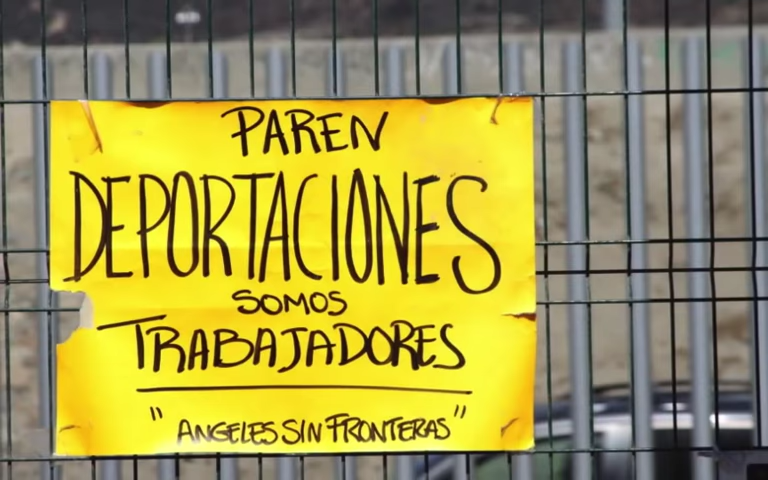 PAREN
DEPORTACIONES
SOMOS
TRABAJADORES
"ANGELES SIN FRONTERAS"